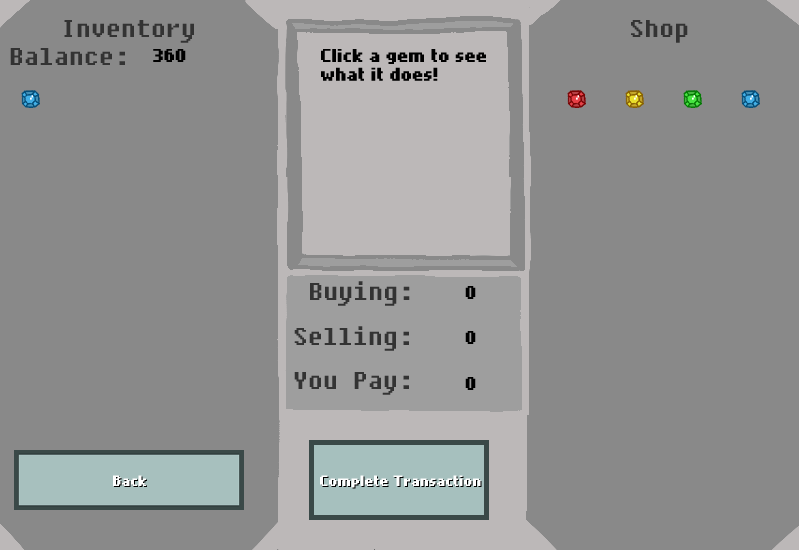 Inventory
Balance: 360
Click a gem to see
what it does!
Shop
Buying: 0
Selling: 0
You Pay: 0
Back
Complete Transaction